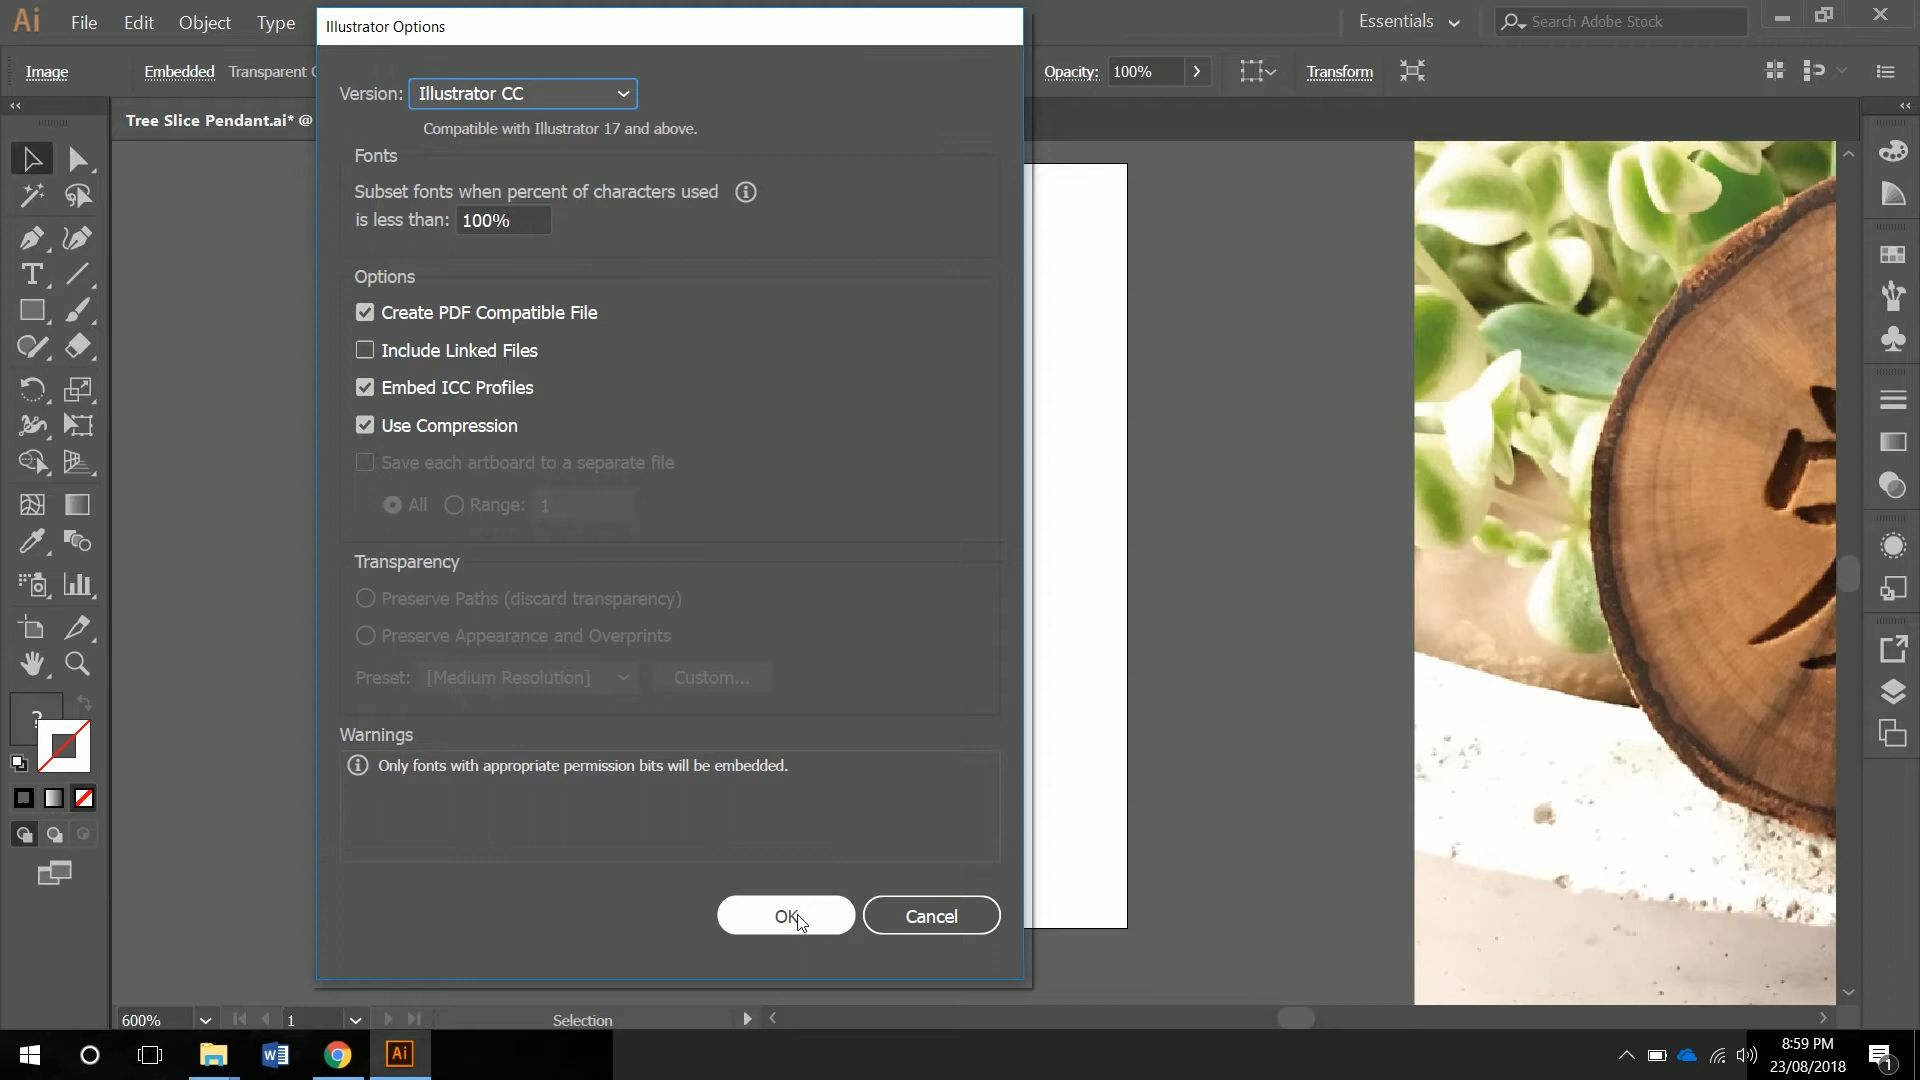 Ai File Edit Object Type
Illustrator Options
Essentials
Search Adobe Stock
Image
Embedded
Transparent
Opacity:
100%
Transform
Version:
Illustrator CC
Compatible with Illustrator 17 and above.
Tree Slice Pendant.ai* @
Fonts
Subset fonts when percent of characters used
is less than:
100%
Options
Create PDF Compatible File
Include Linked Files
Embed ICC Profiles
Use Compression
Save each artboard to a separate file
All
Range:
1
Transparency
Preserve Paths (discard transparency)
Preserve Appearance and Overprints
Preset:
[Medium Resolution]
Custom...
Warnings
Only fonts with appropriate permission bits will be embedded.
OK
Cancel
?
600%
1
Selection
Ai
8:59 PM
23/08/2018
1